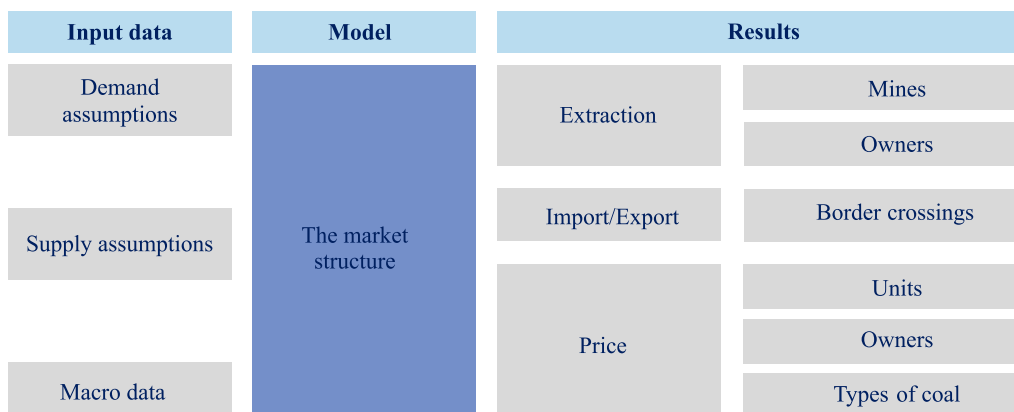 Input data
Model
Results
Demand
assumptions
Supply assumptions
Macro data
The market
structure
Extraction
Mines
Owners
Import/Export
Border crossings
Price
Units
Owners
Types of coal